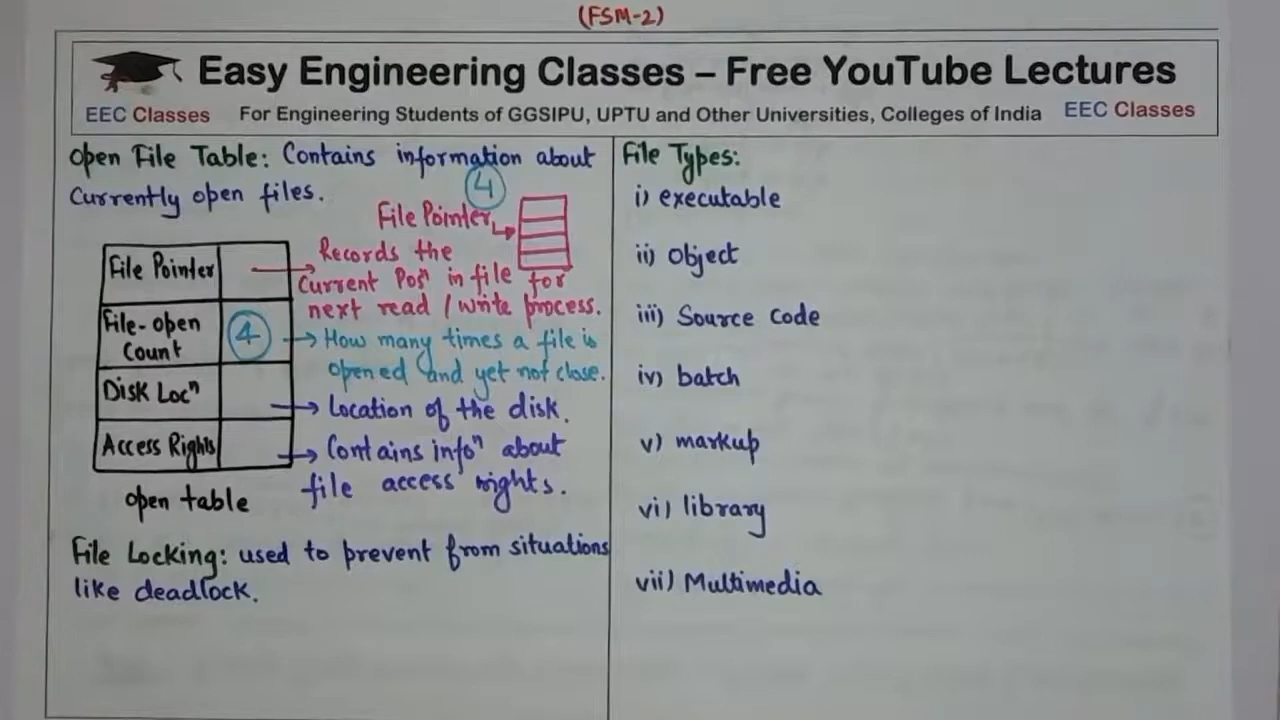 (FSM-2)
Easy Engineering Classes – Free YouTube Lectures
EEC Classes For Engineering Students of GGSIPU, UPTU and Other Universities, Colleges of India EEC Classes
Open File Table: Contains information about
Currently open files.
4
File Pointer
File Pointer
Records the
Current Posⁿ in file for
next read / write process.
File-open
Count
4
How many times a file is
opened and yet not close.
Disk Locⁿ
Location of the disk.
Access Rights
Contains infoⁿ about
file access rights.
open table
File Locking: used to prevent from situations
like deadlock.
File Types:
i) executable
ii) Object
iii) Source Code
iv) batch
v) markup
vi) library
vii) Multimedia